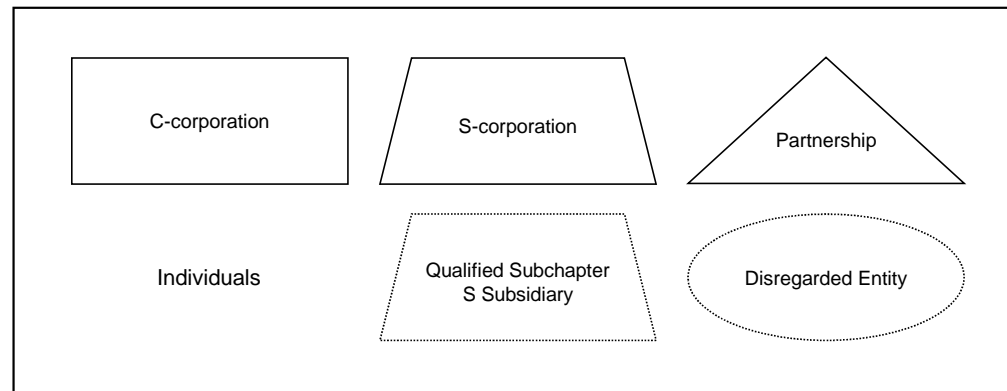 C-corporation
S-corporation
Partnership
Individuals
Qualified Subchapter
S Subsidiary
Disregarded Entity